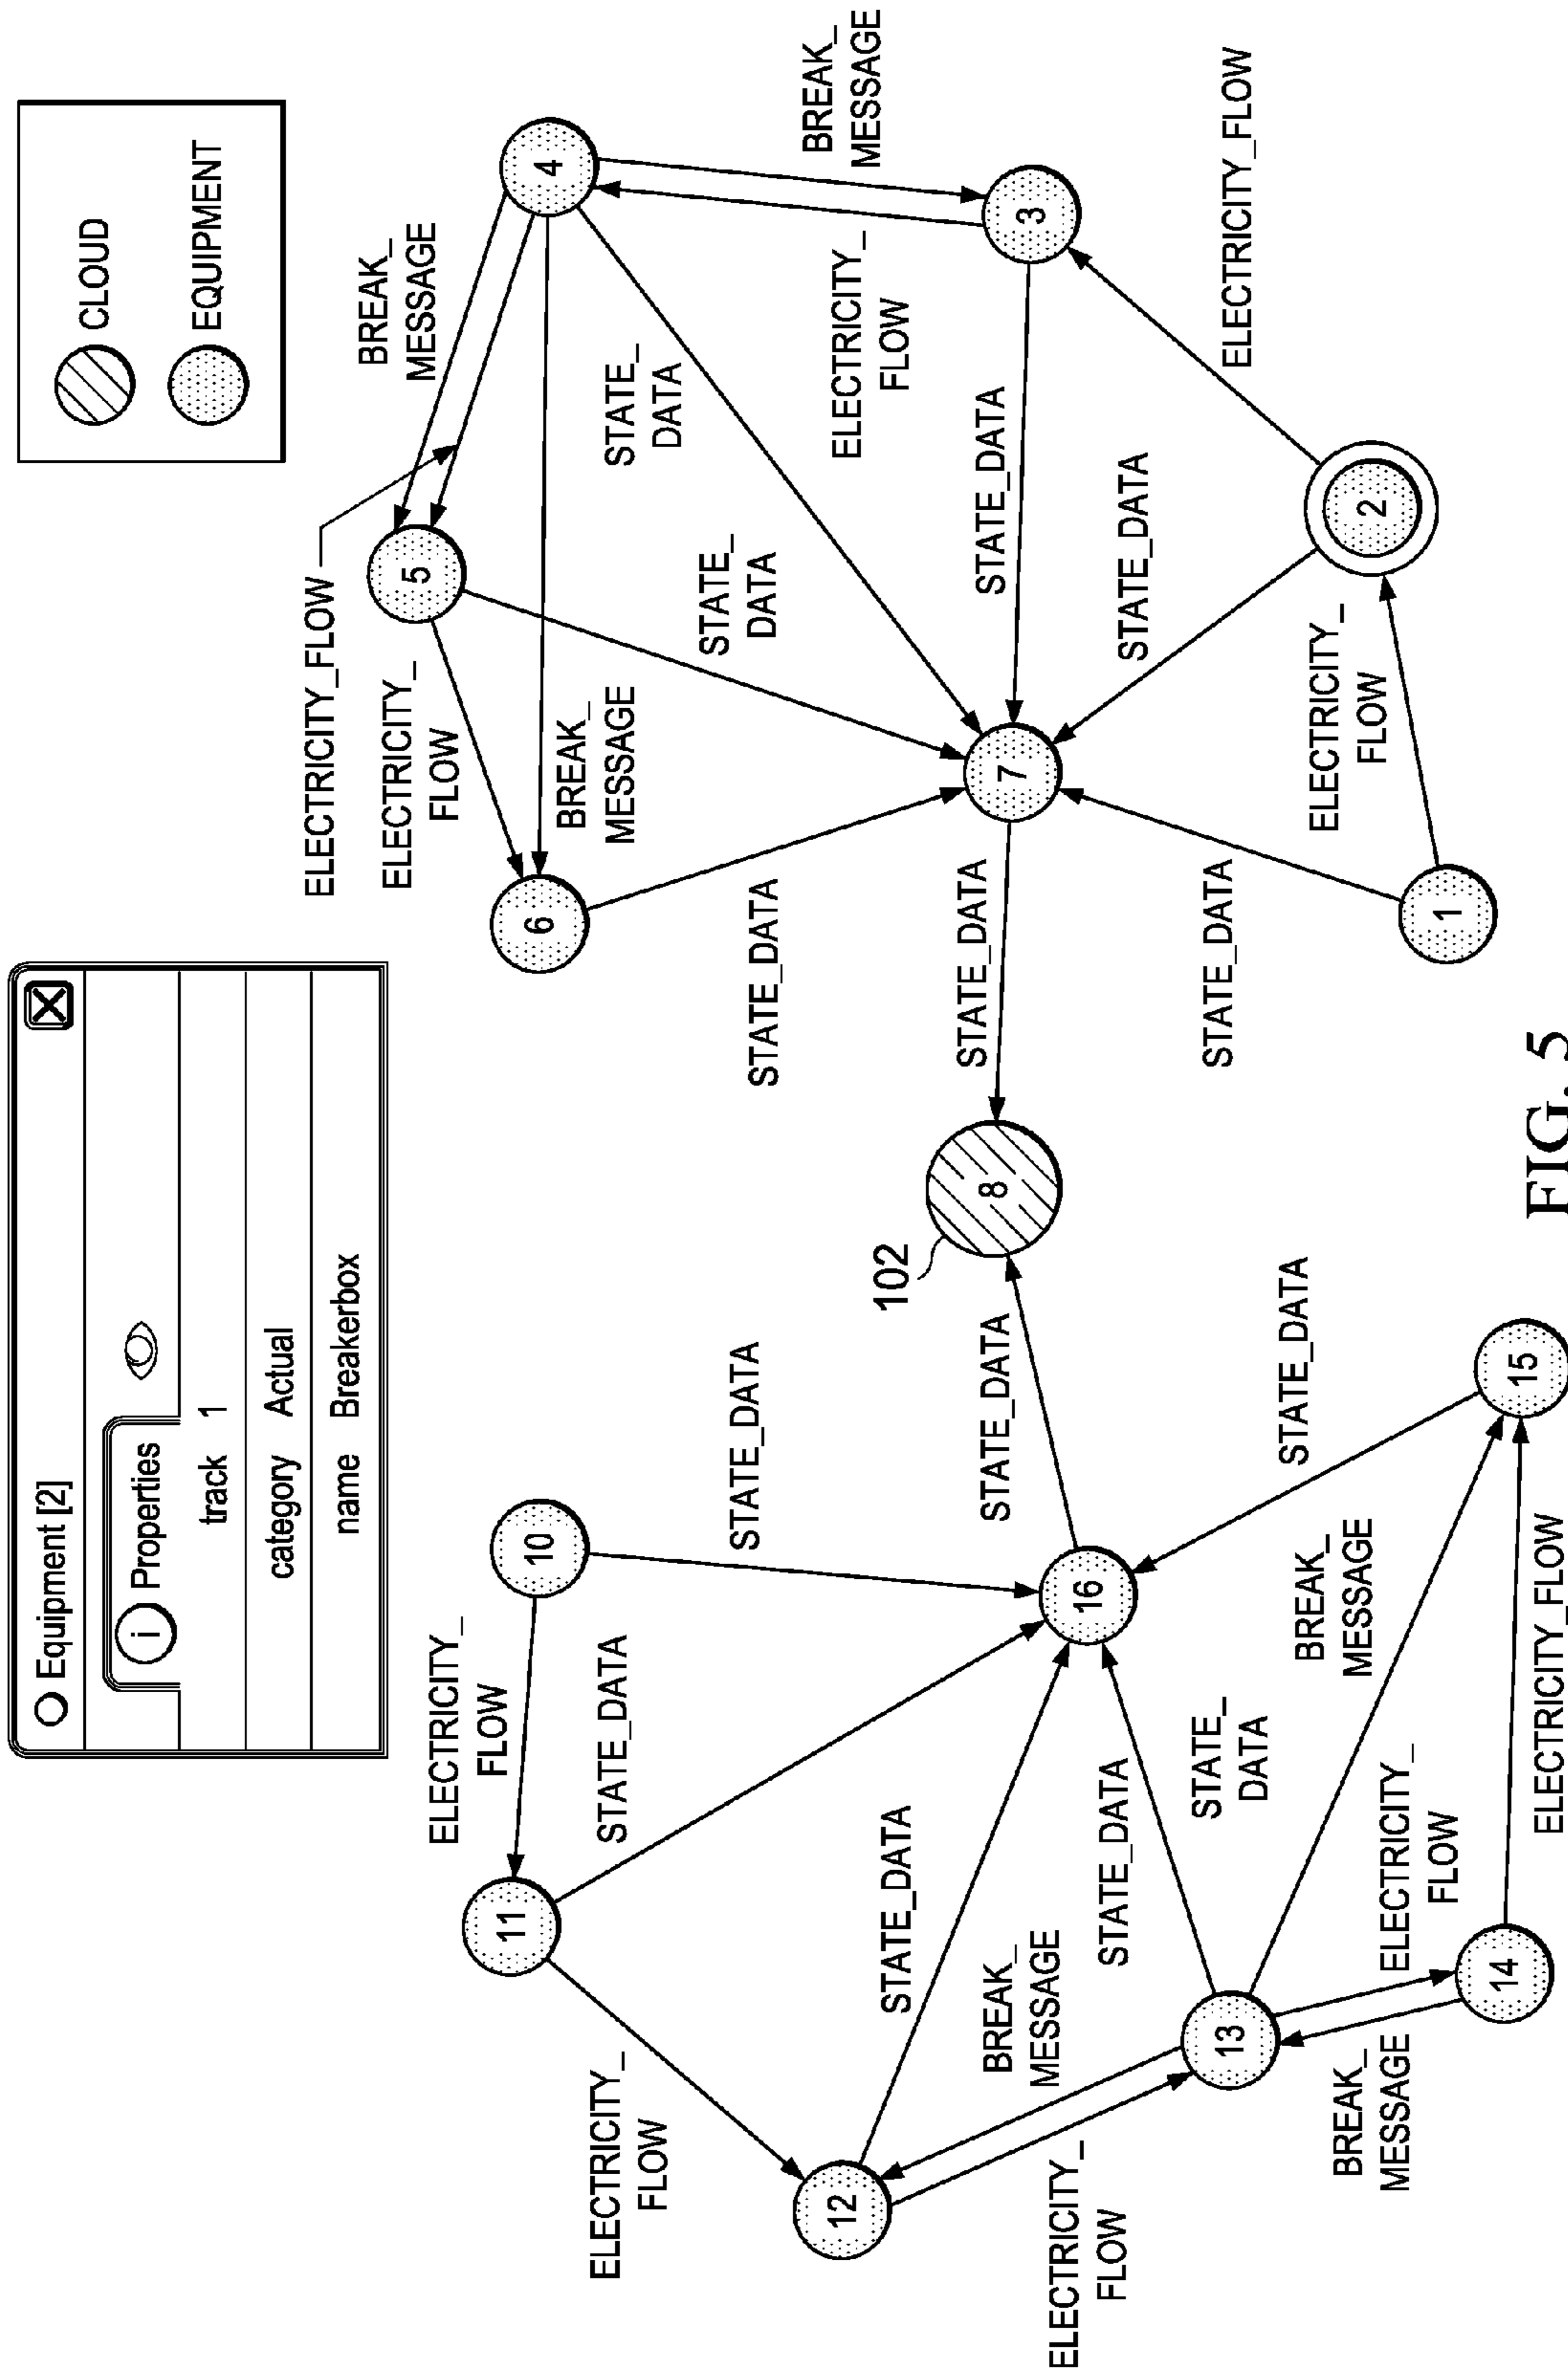 Equipment [2]
i Properties
track 1
category Actual
name Breakerbox
CLOUD
EQUIPMENT
ELECTRICITY_FLOW
BREAK_
MESSAGE
ELECTRICITY_
FLOW
5
4
6
BREAK_
MESSAGE
STATE_
DATA
STATE_
DATA
STATE_DATA
BREAK_
MESSAGE
ELECTRICITY_
FLOW
STATE_DATA
3
7
STATE_DATA
STATE_DATA
ELECTRICITY_FLOW
2
ELECTRICITY_
FLOW
STATE_DATA
1
102
8
STATE_DATA
10
STATE_DATA
ELECTRICITY_
FLOW
11
STATE_DATA
ELECTRICITY_
FLOW
STATE_DATA
12
16
BREAK_
MESSAGE
STATE_DATA
STATE_
DATA
ELECTRICITY_
FLOW
13
BREAK_
MESSAGE
STATE_DATA
15
ELECTRICITY_
FLOW
BREAK_
MESSAGE
14
ELECTRICITY_FLOW
FIG. 5